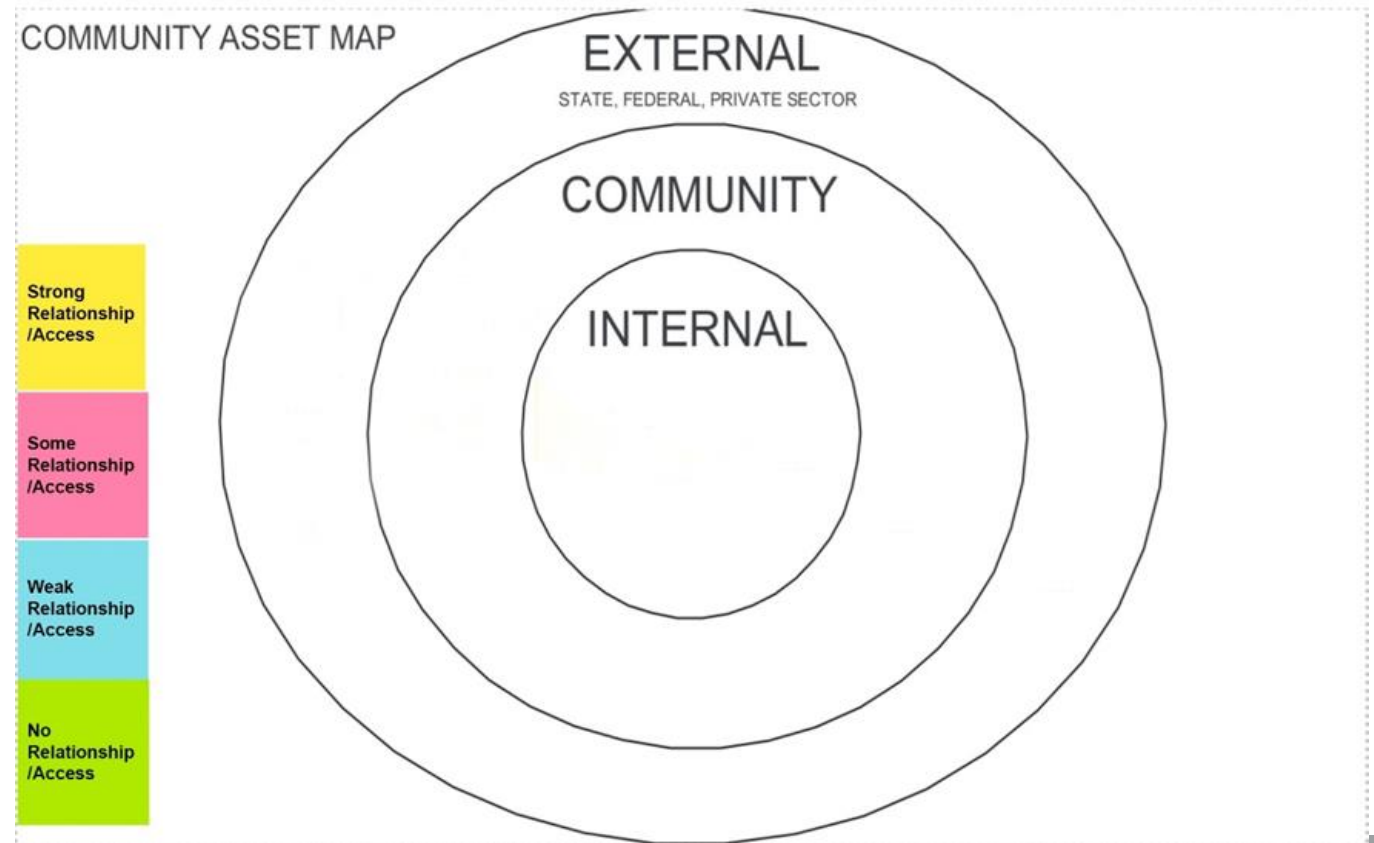 COMMUNITY ASSET MAP
EXTERNAL
STATE, FEDERAL, PRIVATE SECTOR
COMMUNITY
INTERNAL
Strong
Relationship
/Access
Some
Relationship
/Access
Weak
Relationship
/Access
No
Relationship
/Access